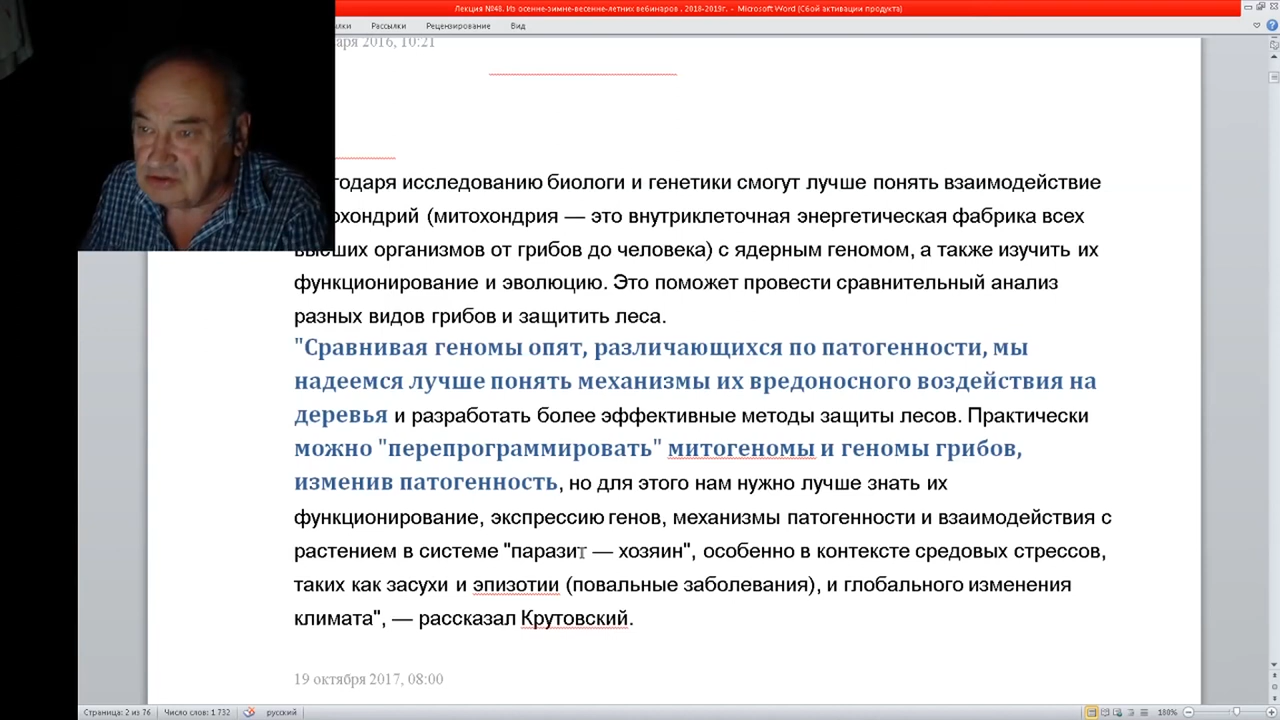 Лекция №48. Из осенне-зимне-весенне-летних вебинаров . 2018-2019г. - Microsoft Word (Сбой активации продукта)
Рассылки Рецензирование Вид
2016, 10:21
исследованию биологи и генетики смогут лучше понять взаимодействие
(митохондрия — это внутриклеточная энергетическая фабрика всех
организмов от грибов до человека) с ядерным геномом, а также изучить их
функционирование и эволюцию. Это поможет провести сравнительный анализ
разных видов грибов и защитить леса.
"Сравнивая геномы опят, различающихся по патогенности, мы
надеемся лучше понять механизмы их вредоносного воздействия на
деревья и разработать более эффективные методы защиты лесов. Практически
можно "перепрограммировать" митогеномы и геномы грибов,
изменив патогенность, но для этого нам нужно лучше знать их
функционирование, экспрессию генов, механизмы патогенности и взаимодействия с
растением в системе "паразит — хозяин", особенно в контексте средовых стрессов,
таких как засухи и эпизотии (повальные заболевания), и глобального изменения
климата", — рассказал Крутовский.
19 октября 2017, 08:00
Страница: 2 из 76 Число слов: 1 732 русский 180%